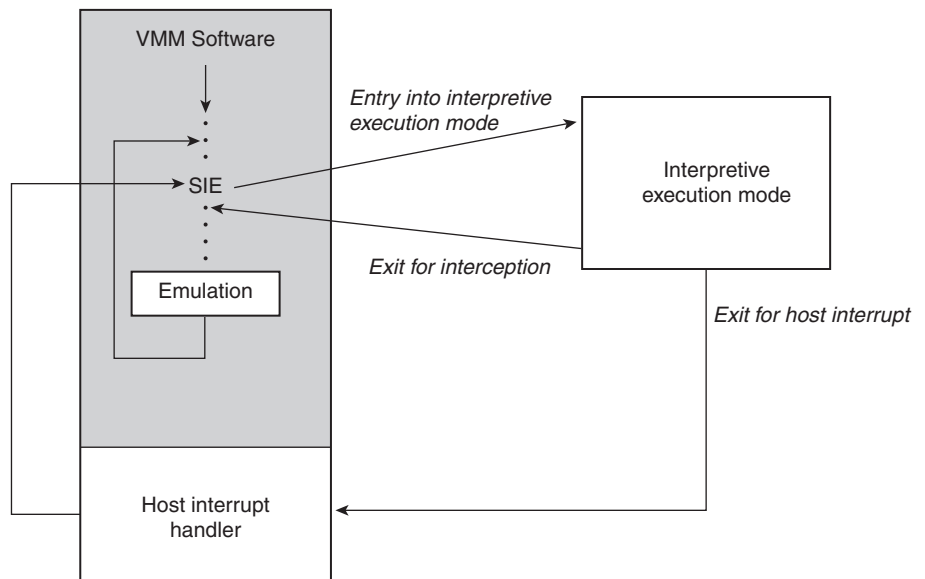 VMM Software
Entry into interpretive
execution mode
SIE
Interpretive
execution mode
Exit for interception
Emulation
Exit for host interrupt
Host interrupt
handler